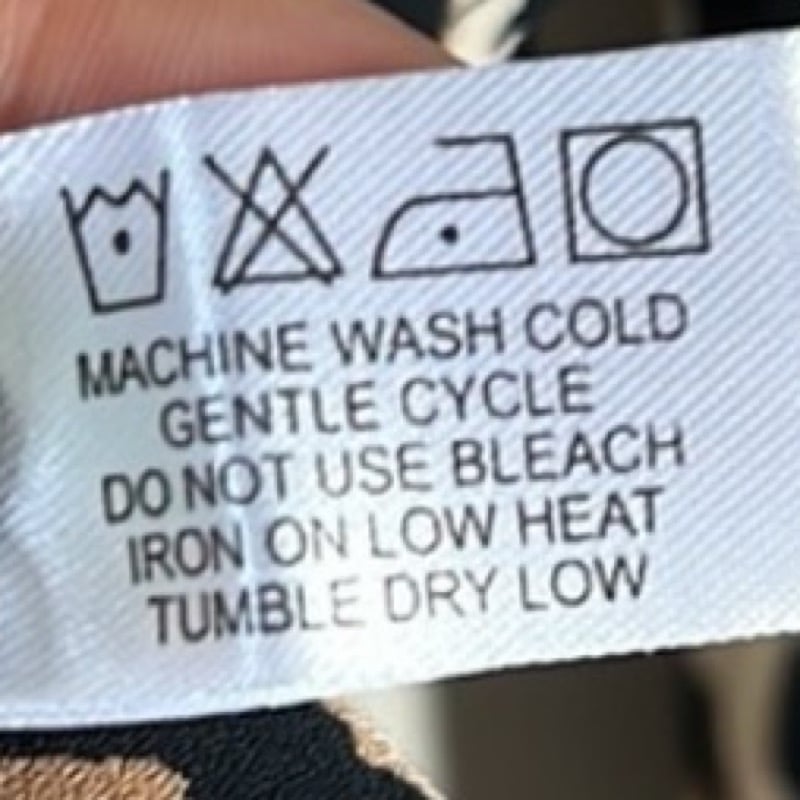 MACHINE WASH COLD
GENTLE CYCLE
DO NOT USE BLEACH
IRON ON LOW HEAT
TUMBLE DRY LOW